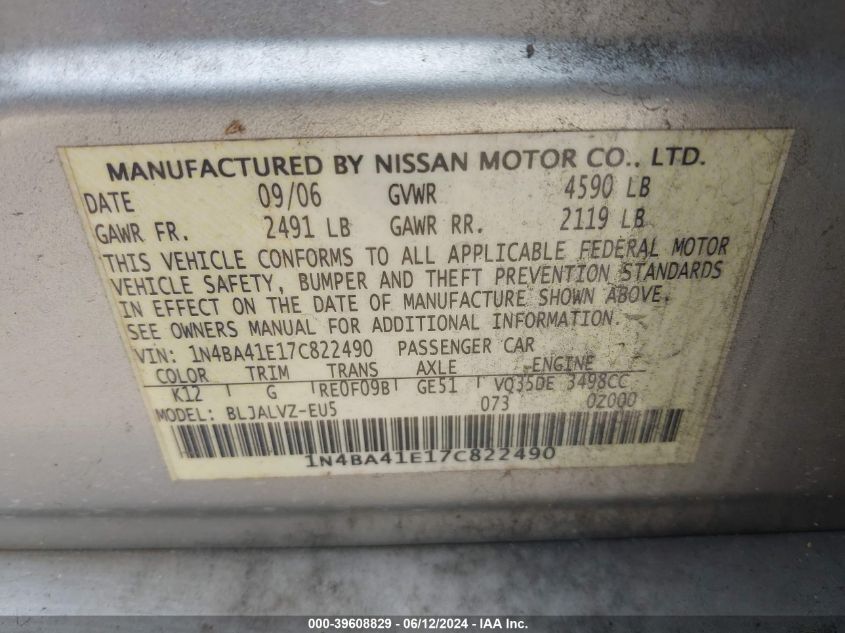 MANUFACTURED BY NISSAN MOTOR CO., LTD.
DATE 09/06 GVWR 4590 LB
GAWR FR. 2491 LB GAWR RR. 2119 LB
THIS VEHICLE CONFORMS TO ALL APPLICABLE FEDERAL MOTOR
VEHICLE SAFETY, BUMPER AND THEFT PREVENTION STANDARDS
IN EFFECT ON THE DATE OF MANUFACTURE SHOWN ABOVE.
SEE OWNERS MANUAL FOR ADDITIONAL INFORMATION.
VIN: 1N4BA41E17C822490 PASSENGER CAR
COLOR TRIM TRANS AXLE ENGINE
K12 G RE0F09B GE51 VQ35DE 3498CC
MODEL: BLJALVZ-EU5 073 0Z000
1N4BA41E17C822490
000-39608829 - 06/12/2024 - IAA Inc.